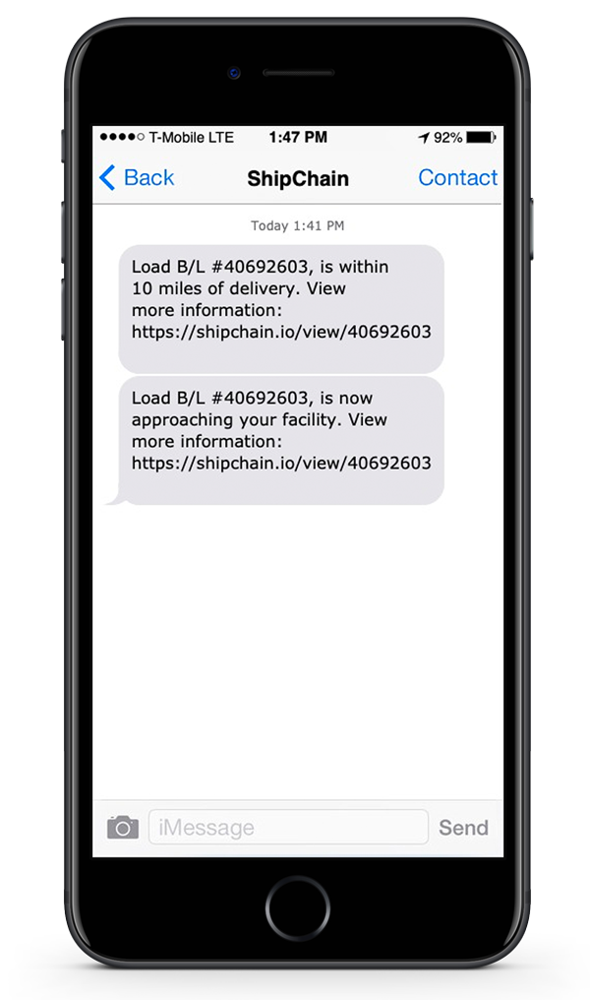 T-Mobile LTE 1:47 PM 92%
Back ShipChain Contact
Today 1:41 PM
Load B/L #40692603, is within
10 miles of delivery. View
more information:
https://shipchain.io/view/40692603
Load B/L #40692603, is now
approaching your facility. View
more information:
https://shipchain.io/view/40692603
iMessage Send